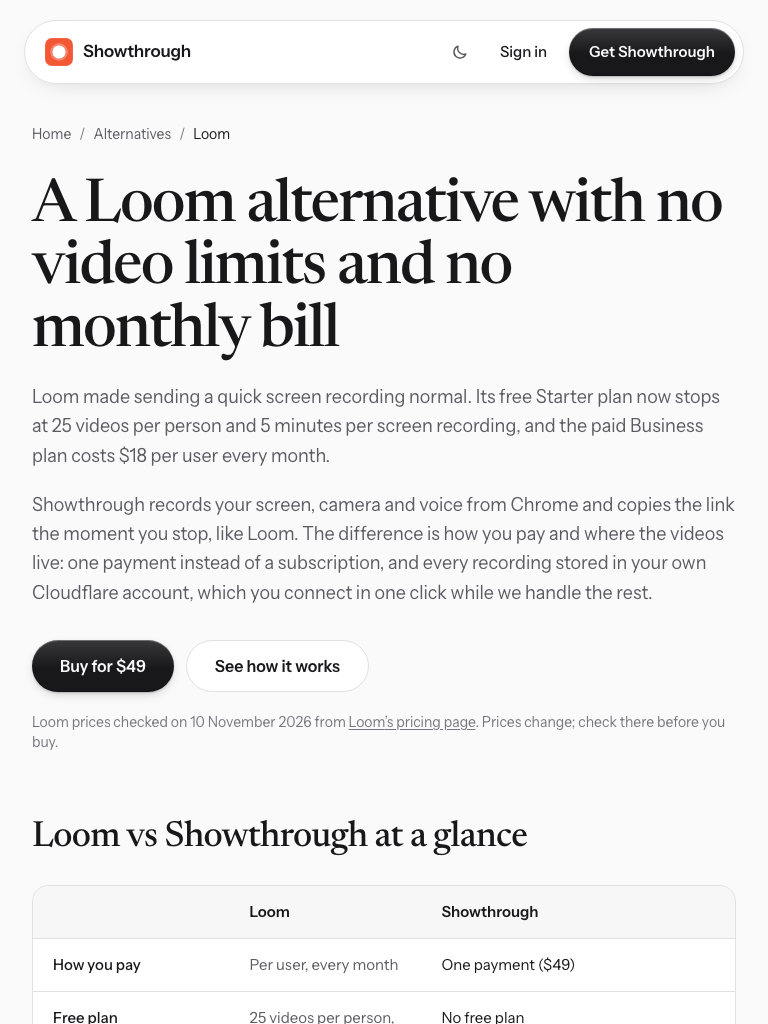 Showthrough
Sign in
Get Showthrough
Home / Alternatives / Loom
A Loom alternative with no
video limits and no
monthly bill
Loom made sending a quick screen recording normal. Its free Starter plan now stops
at 25 videos per person and 5 minutes per screen recording, and the paid Business
plan costs $18 per user every month.
Showthrough records your screen, camera and voice from Chrome and copies the link
the moment you stop, like Loom. The difference is how you pay and where the videos
live: one payment instead of a subscription, and every recording stored in your own
Cloudflare account, which you connect in one click while we handle the rest.
Buy for $49
See how it works
Loom prices checked on 10 November 2026 from Loom's pricing page. Prices change; check there before you
buy.
Loom vs Showthrough at a glance
Loom Showthrough
How you pay Per user, every month One payment ($49)
Free plan 25 videos per person, No free plan